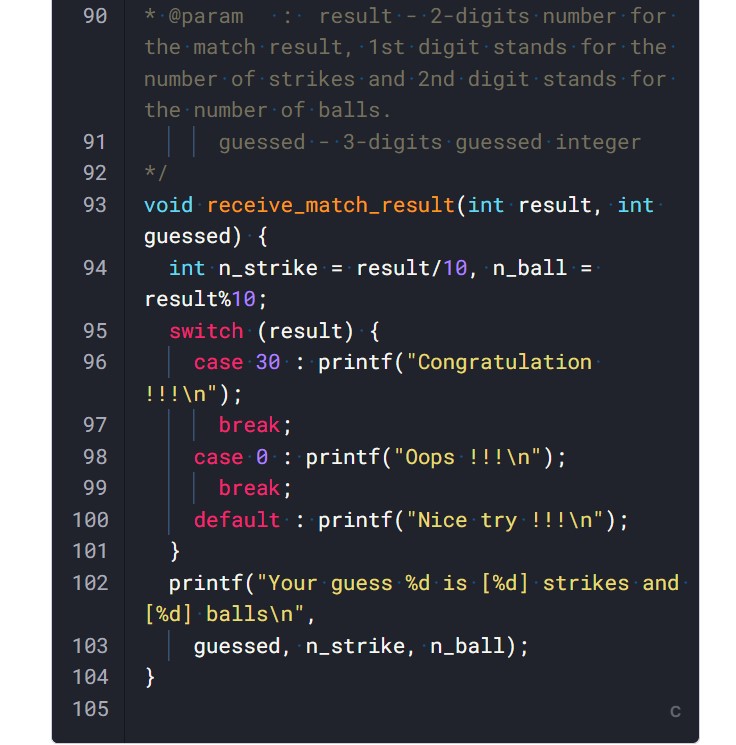 90 * @param : result - 2-digits number for
the match result, 1st digit stands for the
number of strikes and 2nd digit stands for
the number of balls.
91 guessed - 3-digits guessed integer
92 */
93 void receive_match_result(int result, int
guessed) {
94 int n_strike = result/10, n_ball =
result%10;
95 switch (result) {
96 case 30 : printf("Congratulation
!!!\n");
97 break;
98 case 0 : printf("Oops !!!\n");
99 break;
100 default : printf("Nice try !!!\n");
101 }
102 printf("Your guess %d is [%d] strikes and
[%d] balls\n",
103 guessed, n_strike, n_ball);
104 }
105
C